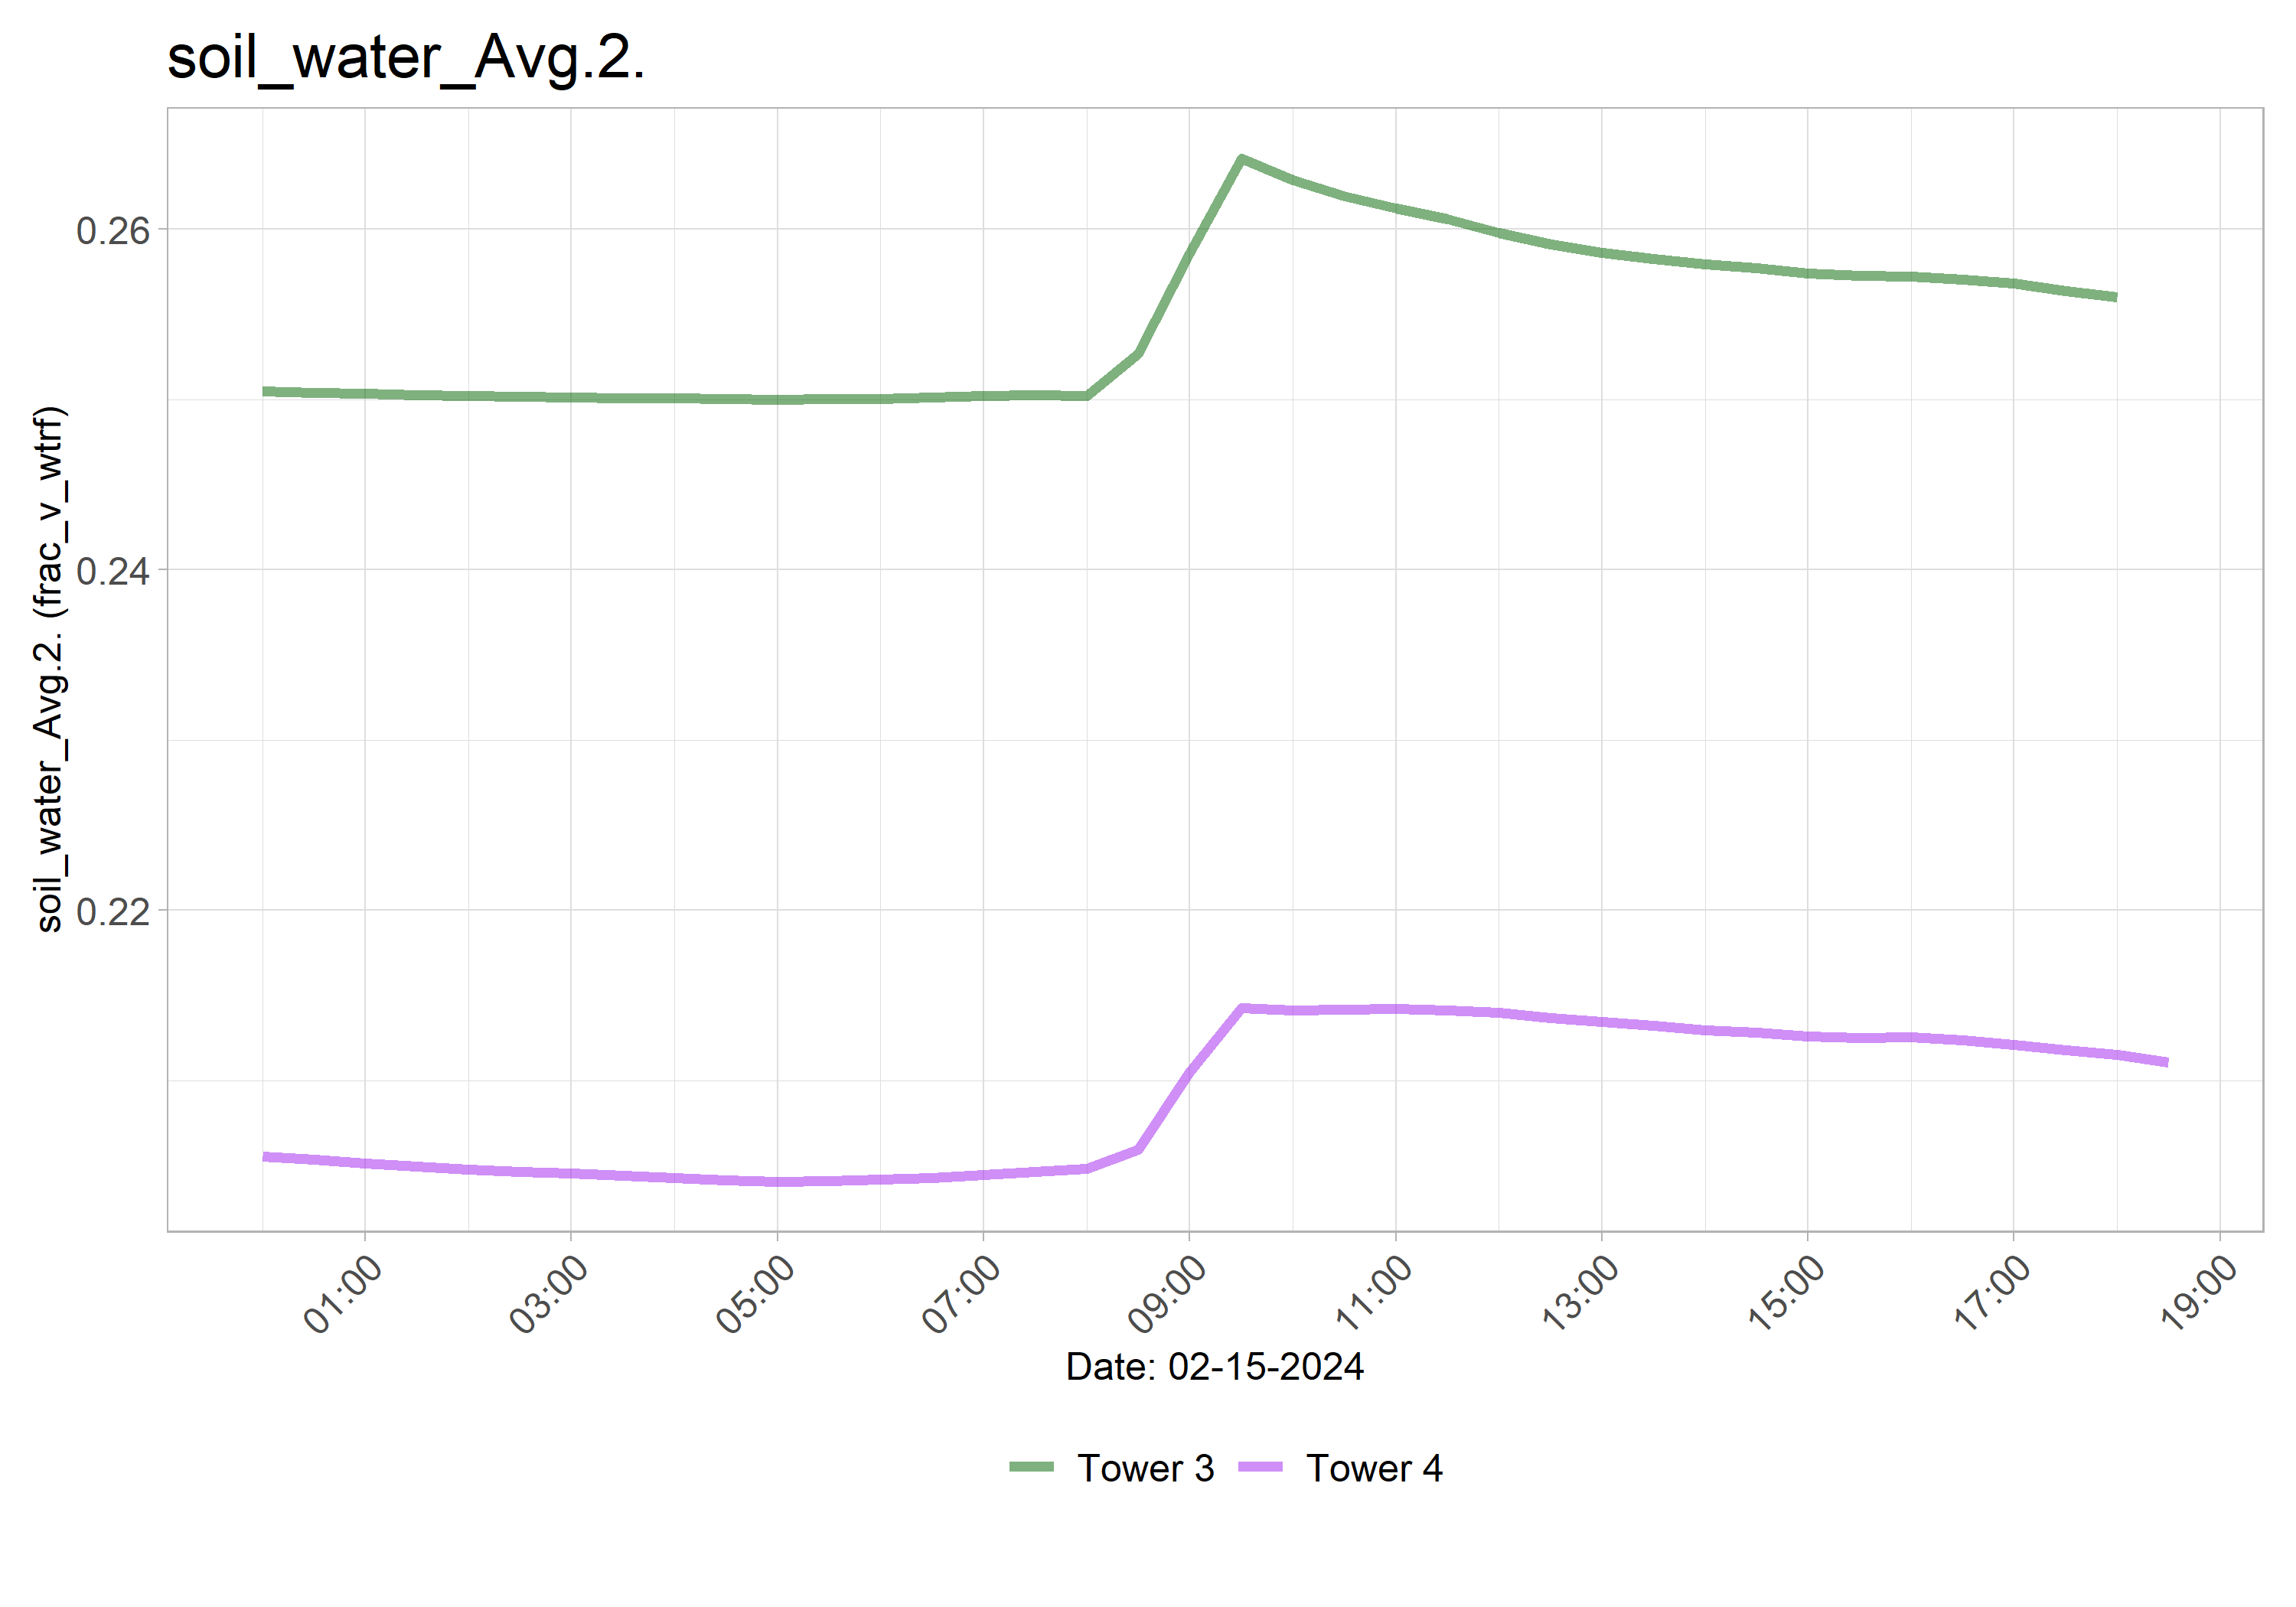 soil_water_Avg.2.
soil_water_Avg.2. (frac_v_wtrf)
0.26
0.24
0.22
01:00
03:00
05:00
07:00
09:00
11:00
13:00
15:00
17:00
19:00
Date: 02-15-2024
Tower 3
Tower 4